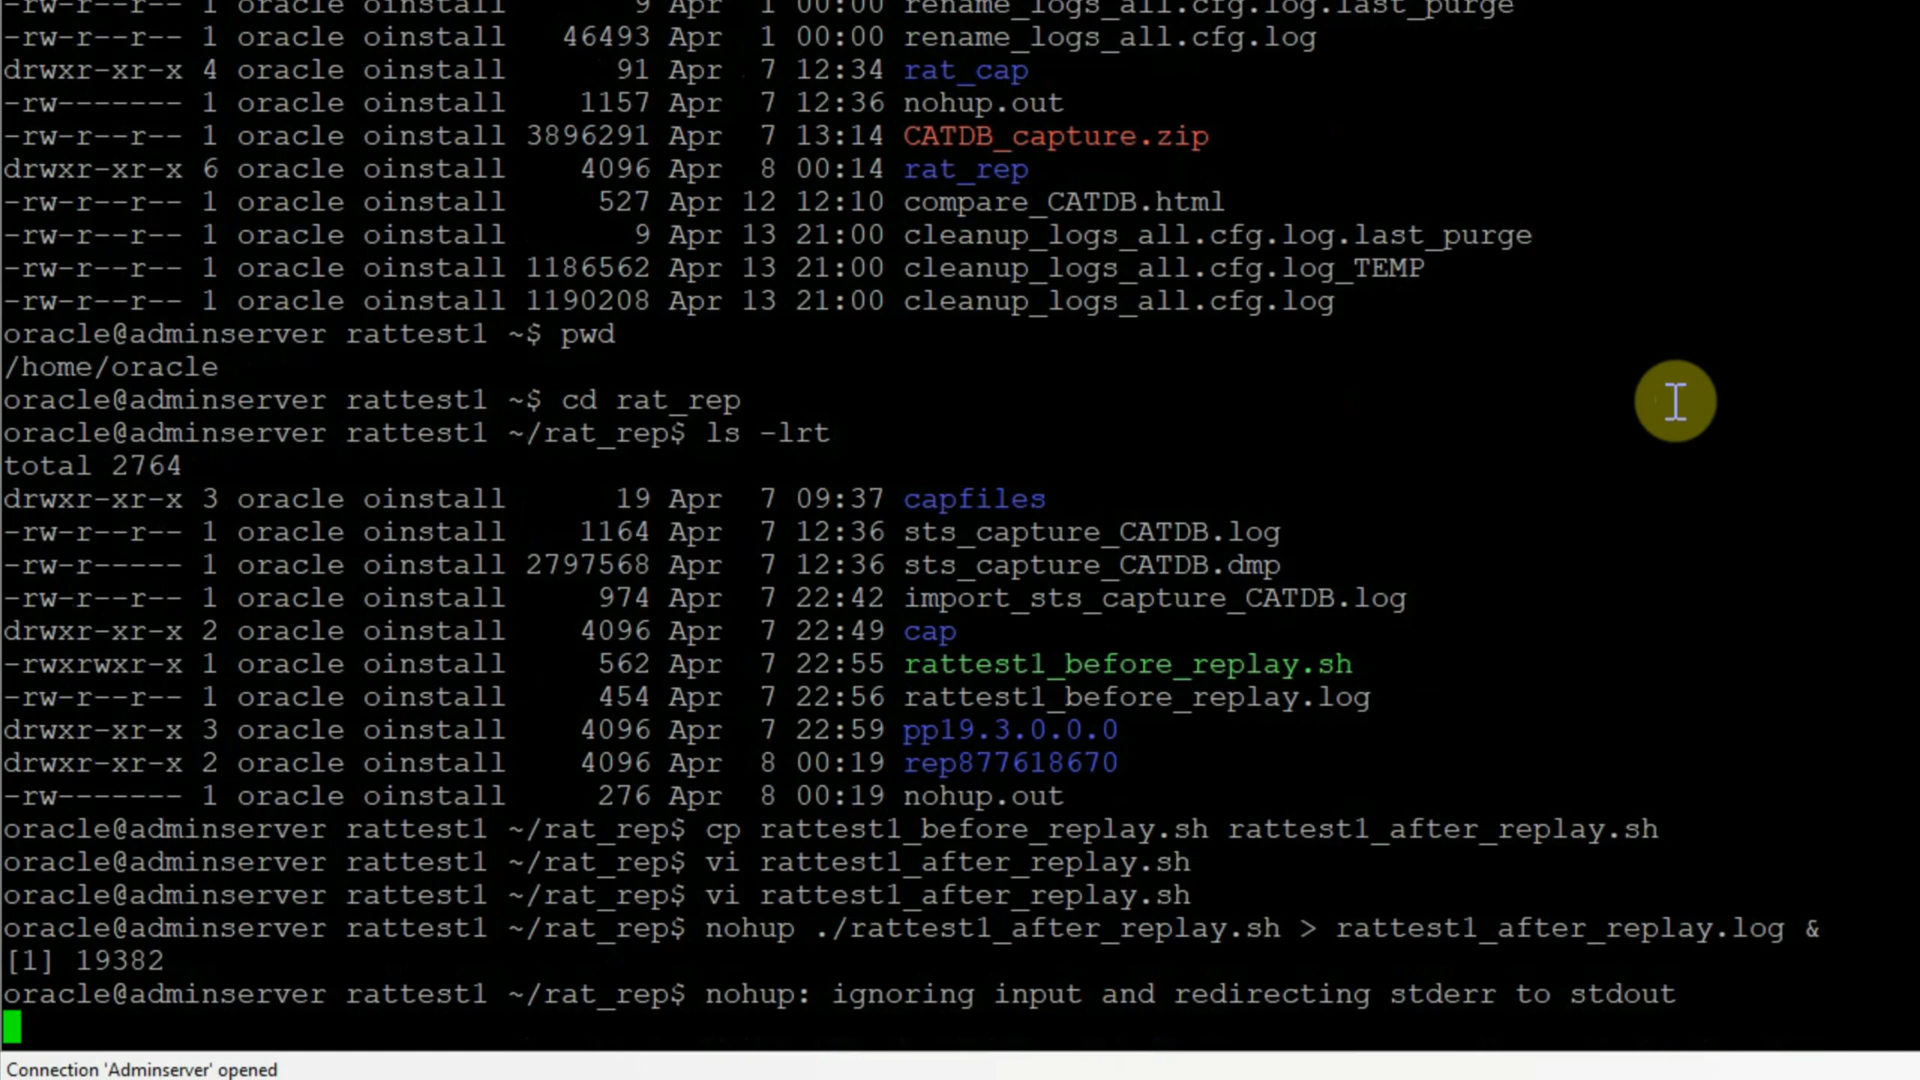 -rw-r--r-- 1 oracle oinstall 9 Apr 1 00:00 rename_logs_all.cfg.log.last_purge
-rw-r--r-- 1 oracle oinstall 46493 Apr 1 00:00 rename_logs_all.cfg.log
drwxr-xr-x 4 oracle oinstall 91 Apr 7 12:34 rat_cap
-rw------- 1 oracle oinstall 1157 Apr 7 12:36 nohup.out
-rw-r--r-- 1 oracle oinstall 3896291 Apr 7 13:14 CATDB_capture.zip
drwxr-xr-x 6 oracle oinstall 4096 Apr 8 00:14 rat_rep
-rw-r--r-- 1 oracle oinstall 527 Apr 12 12:10 compare_CATDB.html
-rw-r--r-- 1 oracle oinstall 9 Apr 13 21:00 cleanup_logs_all.cfg.log.last_purge
-rw-r--r-- 1 oracle oinstall 1186562 Apr 13 21:00 cleanup_logs_all.cfg.log_TEMP
-rw-r--r-- 1 oracle oinstall 1190208 Apr 13 21:00 cleanup_logs_all.cfg.log
oracle@adminserver rattest1 ~$ pwd
/home/oracle
oracle@adminserver rattest1 ~$ cd rat_rep
oracle@adminserver rattest1 ~/rat_rep$ ls -lrt
total 2764
drwxr-xr-x 3 oracle oinstall 19 Apr 7 09:37 capfiles
-rw-r--r-- 1 oracle oinstall 1164 Apr 7 12:36 sts_capture_CATDB.log
-rw-r----- 1 oracle oinstall 2797568 Apr 7 12:36 sts_capture_CATDB.dmp
-rw-r--r-- 1 oracle oinstall 974 Apr 7 22:42 import_sts_capture_CATDB.log
drwxr-xr-x 2 oracle oinstall 4096 Apr 7 22:49 cap
-rwxrwxr-x 1 oracle oinstall 562 Apr 7 22:55 rattest1_before_replay.sh
-rw-r--r-- 1 oracle oinstall 454 Apr 7 22:56 rattest1_before_replay.log
drwxr-xr-x 3 oracle oinstall 4096 Apr 7 22:59 pp19.3.0.0.0
drwxr-xr-x 2 oracle oinstall 4096 Apr 8 00:19 rep877618670
-rw------- 1 oracle oinstall 276 Apr 8 00:19 nohup.out
oracle@adminserver rattest1 ~/rat_rep$ cp rattest1_before_replay.sh rattest1_after_replay.sh
oracle@adminserver rattest1 ~/rat_rep$ vi rattest1_after_replay.sh
oracle@adminserver rattest1 ~/rat_rep$ vi rattest1_after_replay.sh
oracle@adminserver rattest1 ~/rat_rep$ nohup ./rattest1_after_replay.sh > rattest1_after_replay.log &
[1] 19382
oracle@adminserver rattest1 ~/rat_rep$ nohup: ignoring input and redirecting stderr to stdout
Connection 'Adminserver' opened